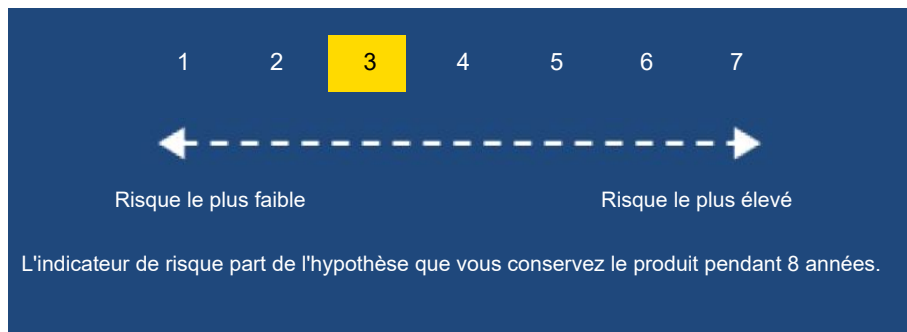 1 2 3 4 5 6 7
Risque le plus faible Risque le plus élevé
L'indicateur de risque part de l'hypothèse que vous conservez le produit pendant 8 années.